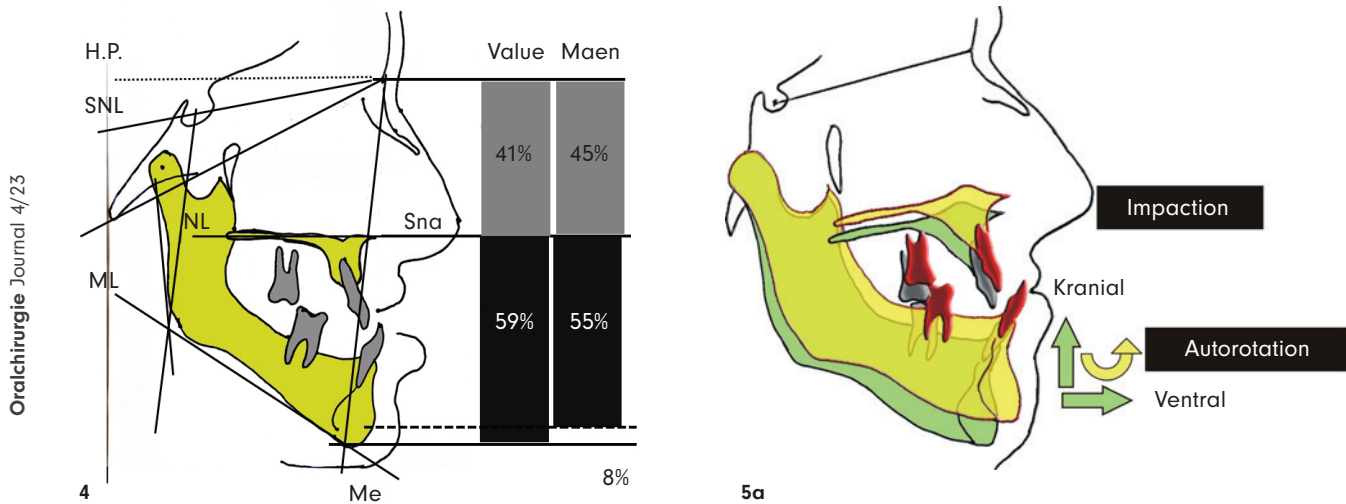 Oralchirurgie Journal 4/23
H.P.
Value Maen
SNL
41% 45%
NL
Sna
ML
59% 55%
8%
4
Me
Impaction
Kranial
Autorotation
Ventral
5a